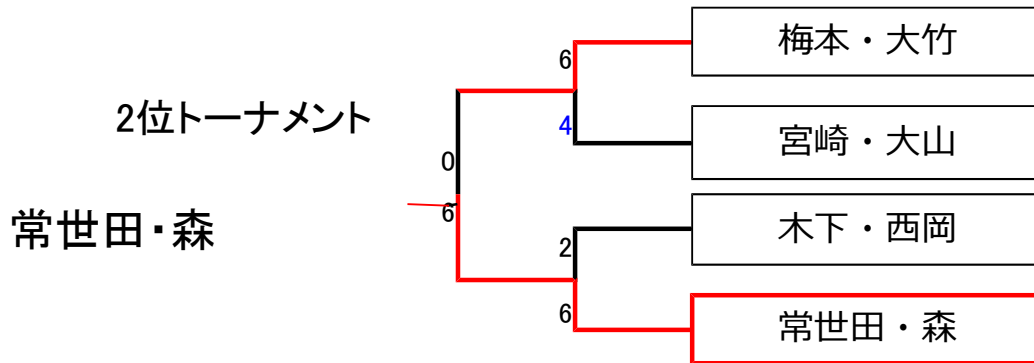 梅本・大竹
6
2位トーナメント
4
宮崎・大山
0
常世田・森
6
木下・西岡
2
6
常世田・森